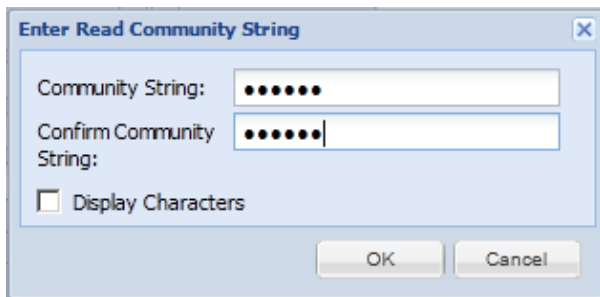 Enter Read Community String
Community String: ••••••
Confirm Community
String: ••••••
Display Characters
OK Cancel